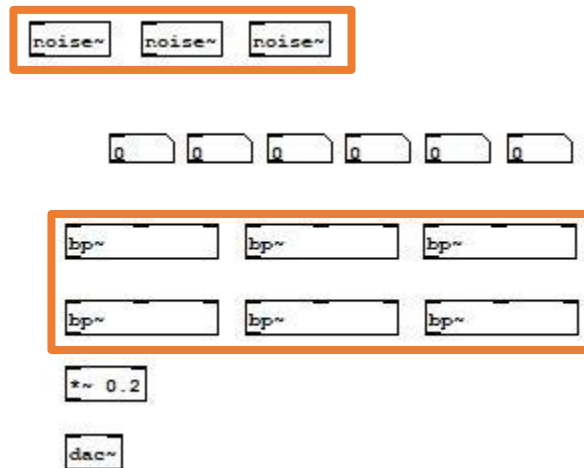 noise~ noise~ noise~
0 0 0 0 0 0
bp~ bp~ bp~
bp~ bp~ bp~
*~ 0.2
dac~